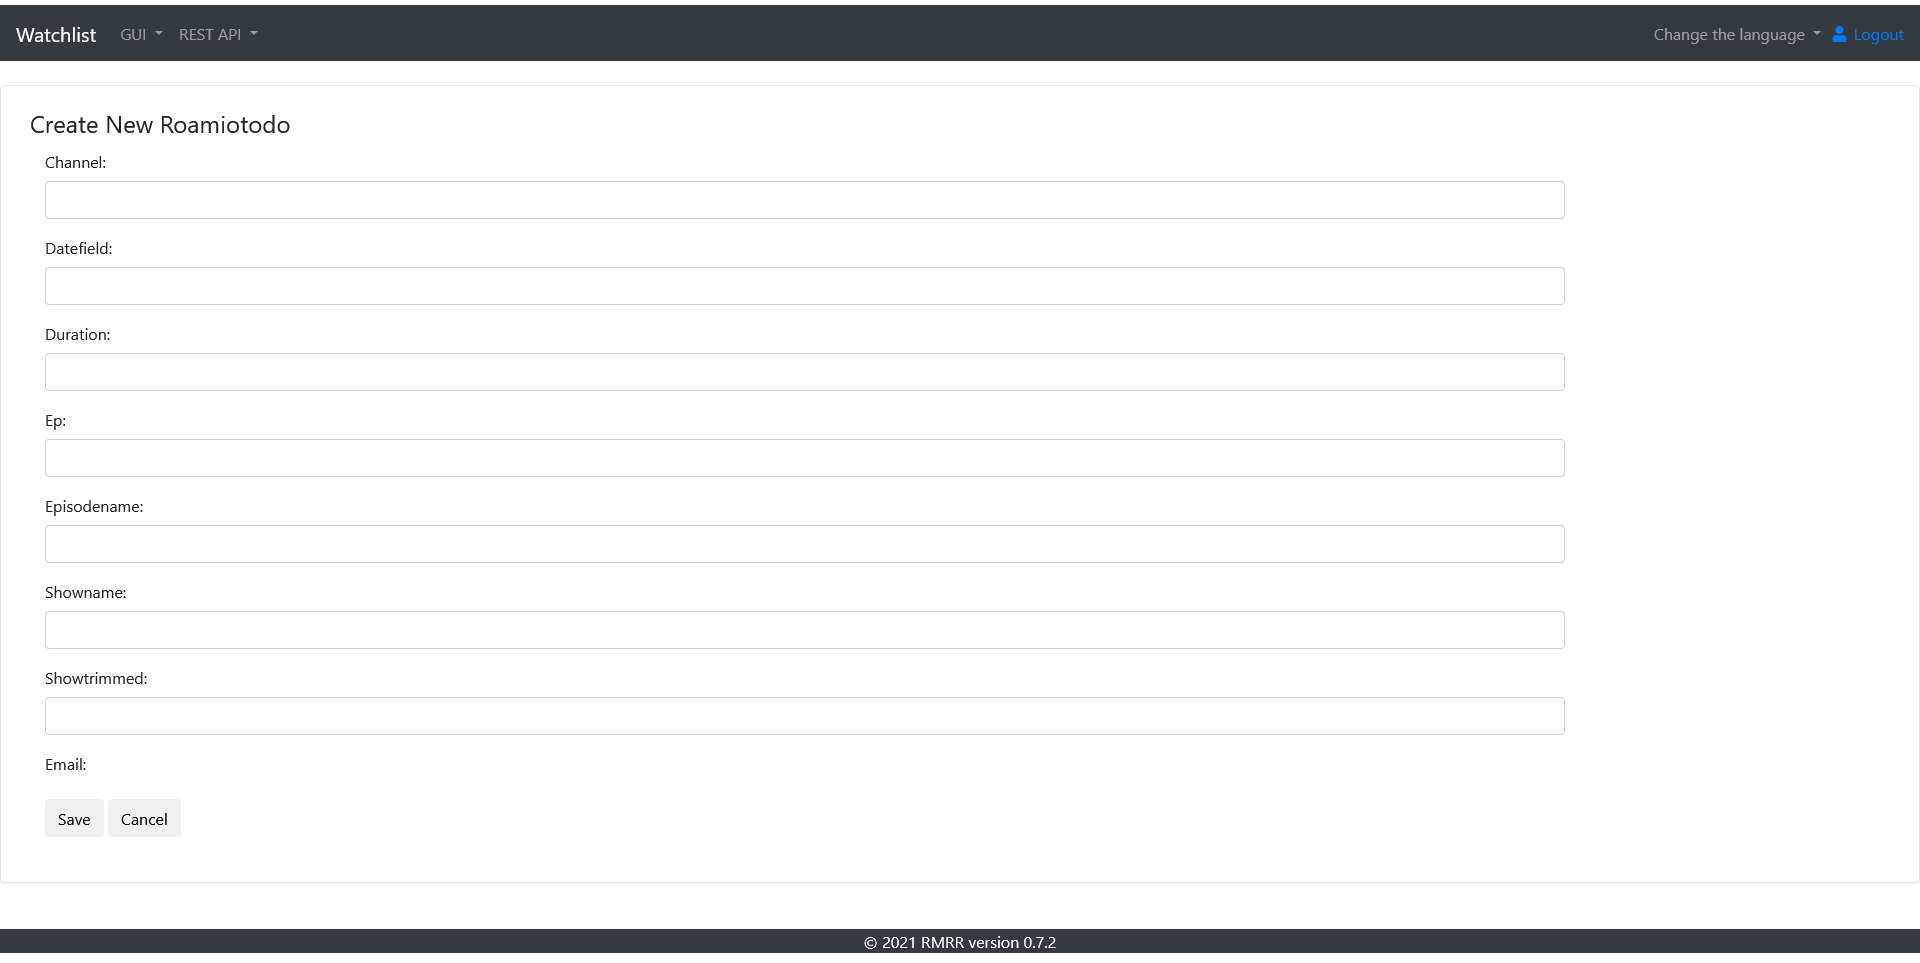 Watchlist GUI REST API Change the language Logout
Create New Roamiotodo
Channel:
Datefield:
Duration:
Ep:
Episodename:
Showname:
Showtrimmed:
Email:
Save Cancel
© 2021 RMRR version 0.7.2